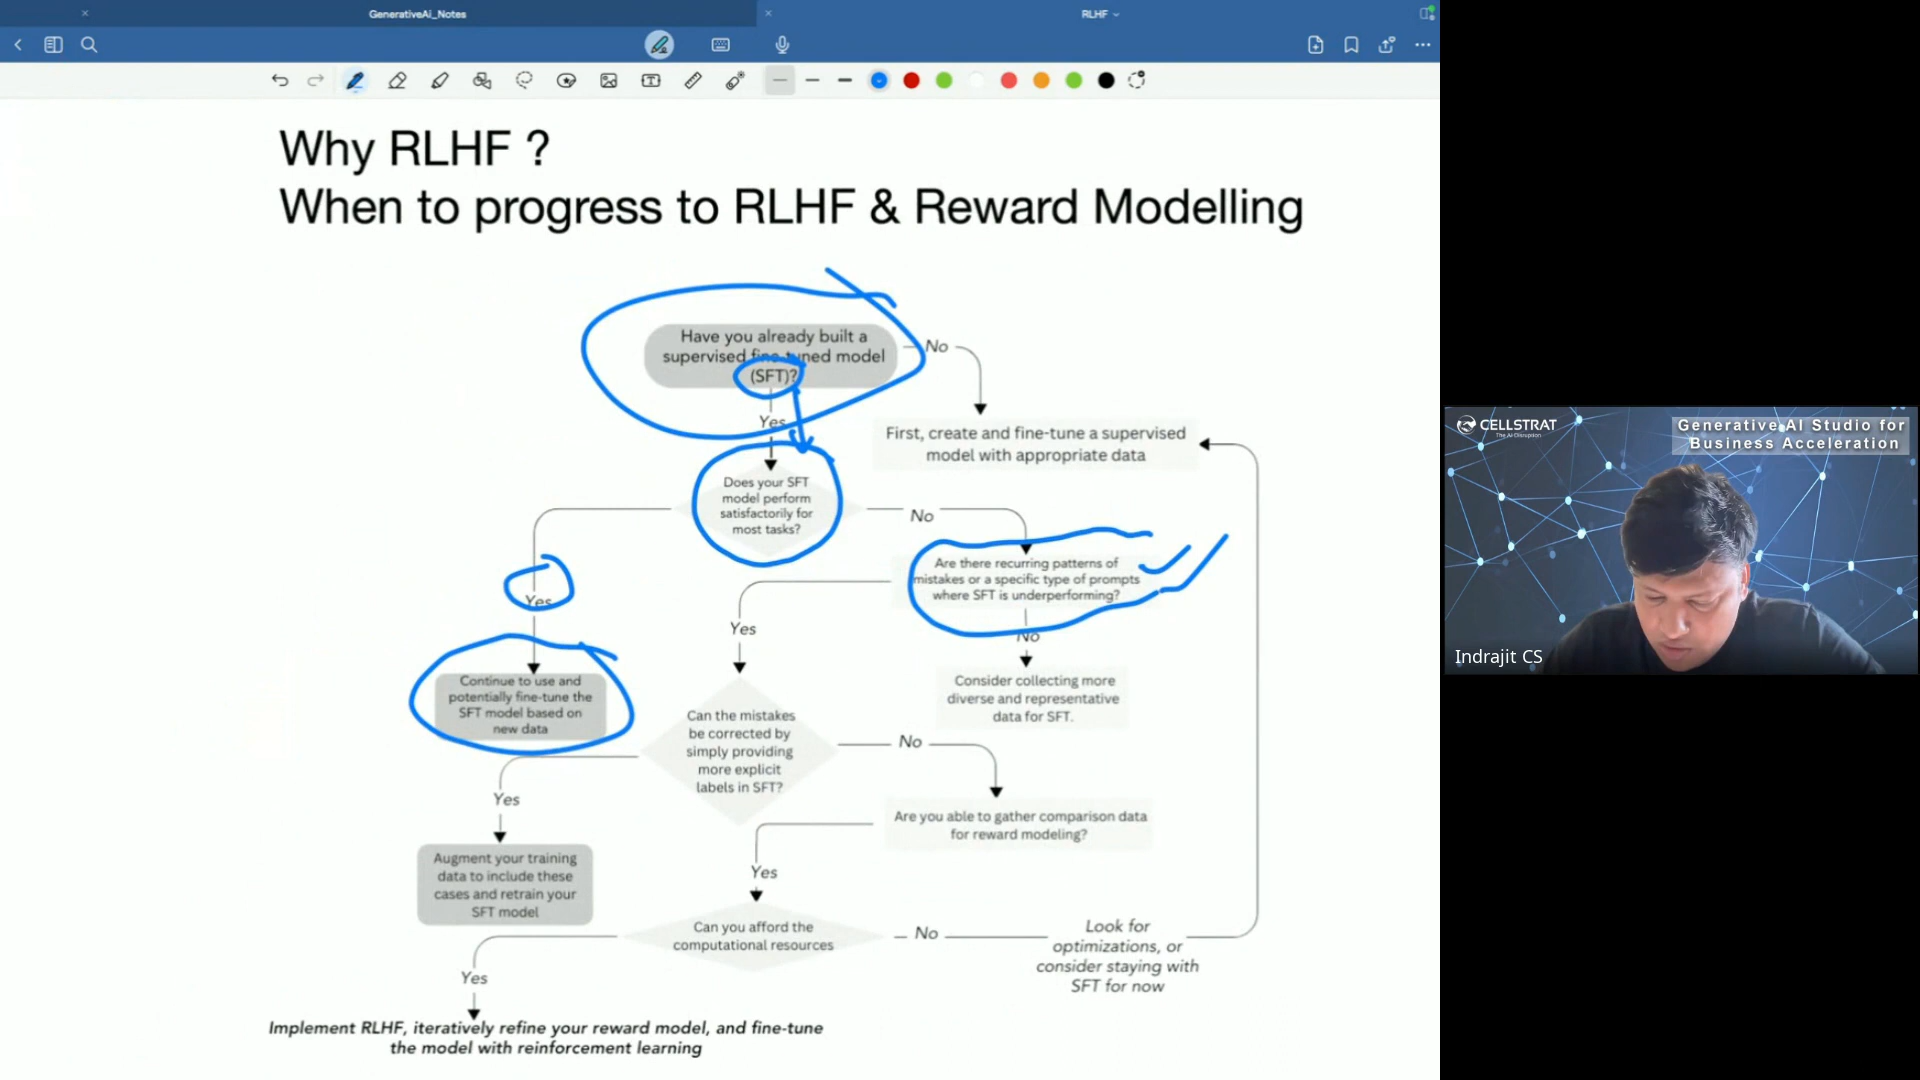 GenerativeAi_Notes
RLHF
Why RLHF ?
When to progress to RLHF & Reward Modelling
Have you already built a
supervised fine-tuned model
(SFT)?
No
Yes
First, create and fine-tune a supervised
model with appropriate data
Does your SFT
model perform
satisfactorily for
most tasks?
No
Yes
Are there recurring patterns of
mistakes or a specific type of prompts
where SFT is underperforming?
Yes
No
Continue to use and
potentially fine-tune the
SFT model based on
new data
Consider collecting more
diverse and representative
data for SFT.
Can the mistakes
be corrected by
simply providing
more explicit
labels in SFT?
No
Yes
Are you able to gather comparison data
for reward modeling?
Augment your training
data to include these
cases and retrain your
SFT model
Yes
Can you afford the
computational resources
No
Look for
optimizations, or
consider staying with
SFT for now
Yes
Implement RLHF, iteratively refine your reward model, and fine-tune
the model with reinforcement learning
CELLSTRAT
The AI Disruption
Generative AI Studio for
Business Acceleration
Indrajit CS